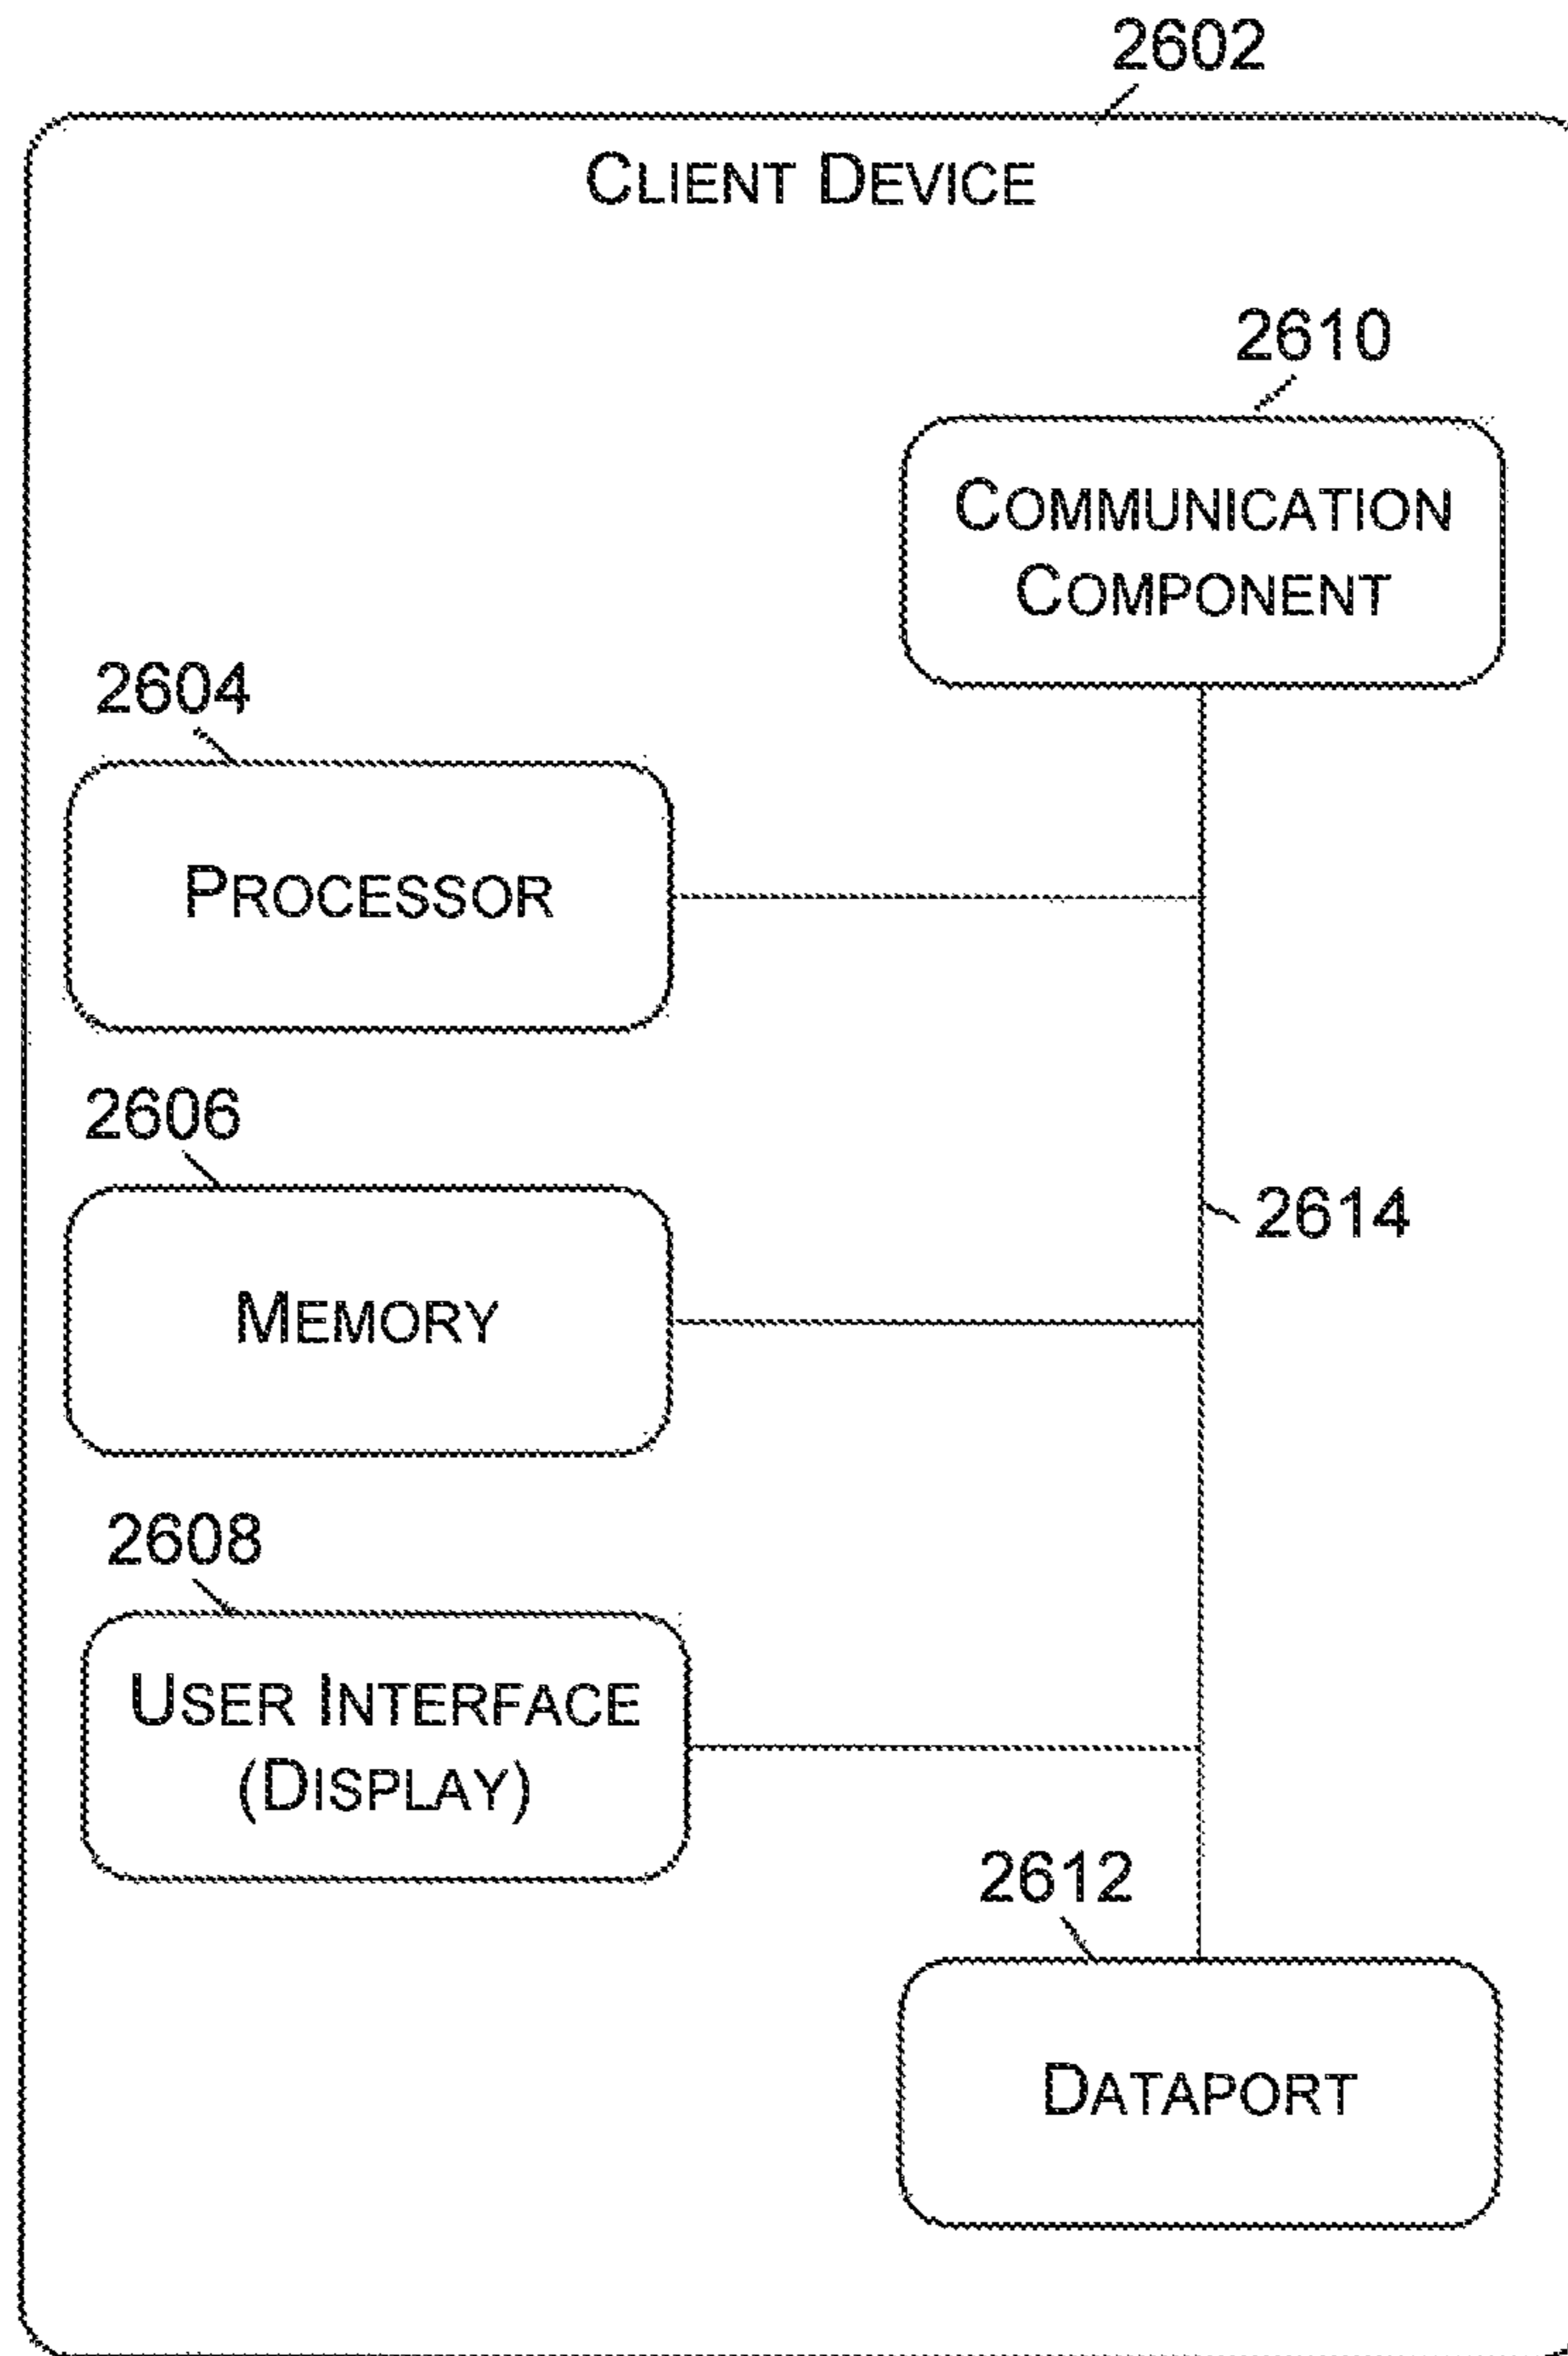 2602
CLIENT DEVICE
2610
COMMUNICATION
COMPONENT
2604
PROCESSOR
2606
2614
MEMORY
2608
USER INTERFACE
(DISPLAY)
2612
DATAPORT